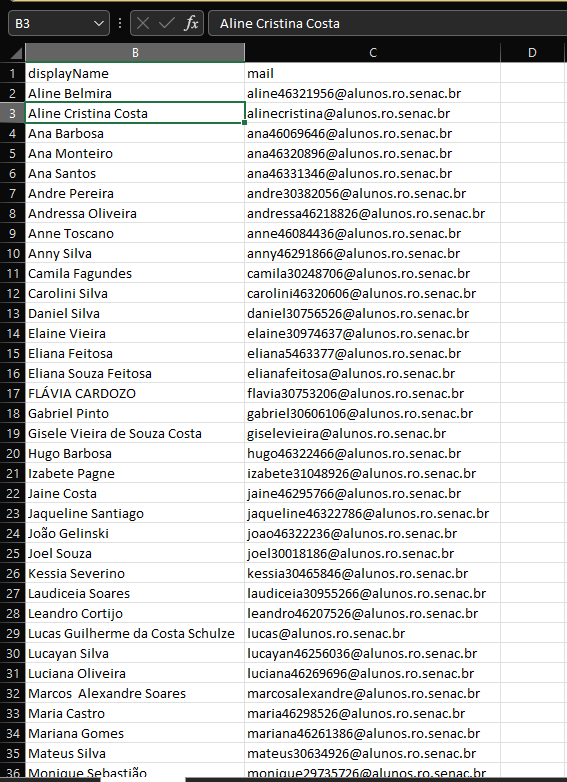 B3 fx Aline Cristina Costa
B C D
1 displayName mail
2 Aline Belmira aline46321956@alunos.ro.senac.br
3 Aline Cristina Costa alinecristina@alunos.ro.senac.br
4 Ana Barbosa ana46069646@alunos.ro.senac.br
5 Ana Monteiro ana46320896@alunos.ro.senac.br
6 Ana Santos ana46331346@alunos.ro.senac.br
7 Andre Pereira andre30382056@alunos.ro.senac.br
8 Andressa Oliveira andressa46218826@alunos.ro.senac.br
9 Anne Toscano anne46084436@alunos.ro.senac.br
10 Anny Silva anny46291866@alunos.ro.senac.br
11 Camila Fagundes camila30248706@alunos.ro.senac.br
12 Carolini Silva carolini46320606@alunos.ro.senac.br
13 Daniel Silva daniel30756526@alunos.ro.senac.br
14 Elaine Vieira elaine30974637@alunos.ro.senac.br
15 Eliana Feitosa eliana5463377@alunos.ro.senac.br
16 Eliana Souza Feitosa elianafeitosa@alunos.ro.senac.br
17 FLÁVIA CARDOZO flavia30753206@alunos.ro.senac.br
18 Gabriel Pinto gabriel30606106@alunos.ro.senac.br
19 Gisele Vieira de Souza Costa giselevieira@alunos.ro.senac.br
20 Hugo Barbosa hugo46322466@alunos.ro.senac.br
21 Izabete Pagne izabete31048926@alunos.ro.senac.br
22 Jaine Costa jaine46295766@alunos.ro.senac.br
23 Jaqueline Santiago jaqueline46322786@alunos.ro.senac.br
24 João Gelinski joao46322236@alunos.ro.senac.br
25 Joel Souza joel30018186@alunos.ro.senac.br
26 Kessia Severino kessia30465846@alunos.ro.senac.br
27 Laudiceia Soares laudiceia30955266@alunos.ro.senac.br
28 Leandro Cortijo leandro46207526@alunos.ro.senac.br
29 Lucas Guilherme da Costa Schulze lucas@alunos.ro.senac.br
30 Lucayan Silva lucayan46256036@alunos.ro.senac.br
31 Luciana Oliveira luciana46269696@alunos.ro.senac.br
32 Marcos  Alexandre Soares marcosalexandre@alunos.ro.senac.br
33 Maria Castro maria46298526@alunos.ro.senac.br
34 Mariana Gomes mariana46261386@alunos.ro.senac.br
35 Mateus Silva mateus30634926@alunos.ro.senac.br
36 Monique Sebastião monique29735726@alunos.ro.senac.br